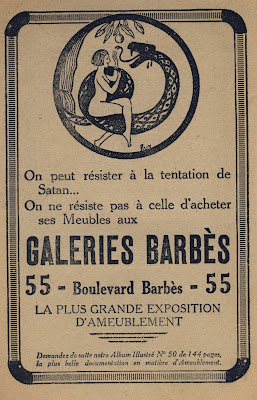 On peut résister à la tentation de
Satan...
On ne résiste pas à celle d'acheter
ses Meubles aux
GALERIES BARBÈS
55 - Boulevard Barbès - 55
LA PLUS GRANDE EXPOSITION
D'AMEUBLEMENT
Demandez de suite notre Album Illustré N° 50 de 144 pages,
la plus belle documentation en matière d'Ameublement.